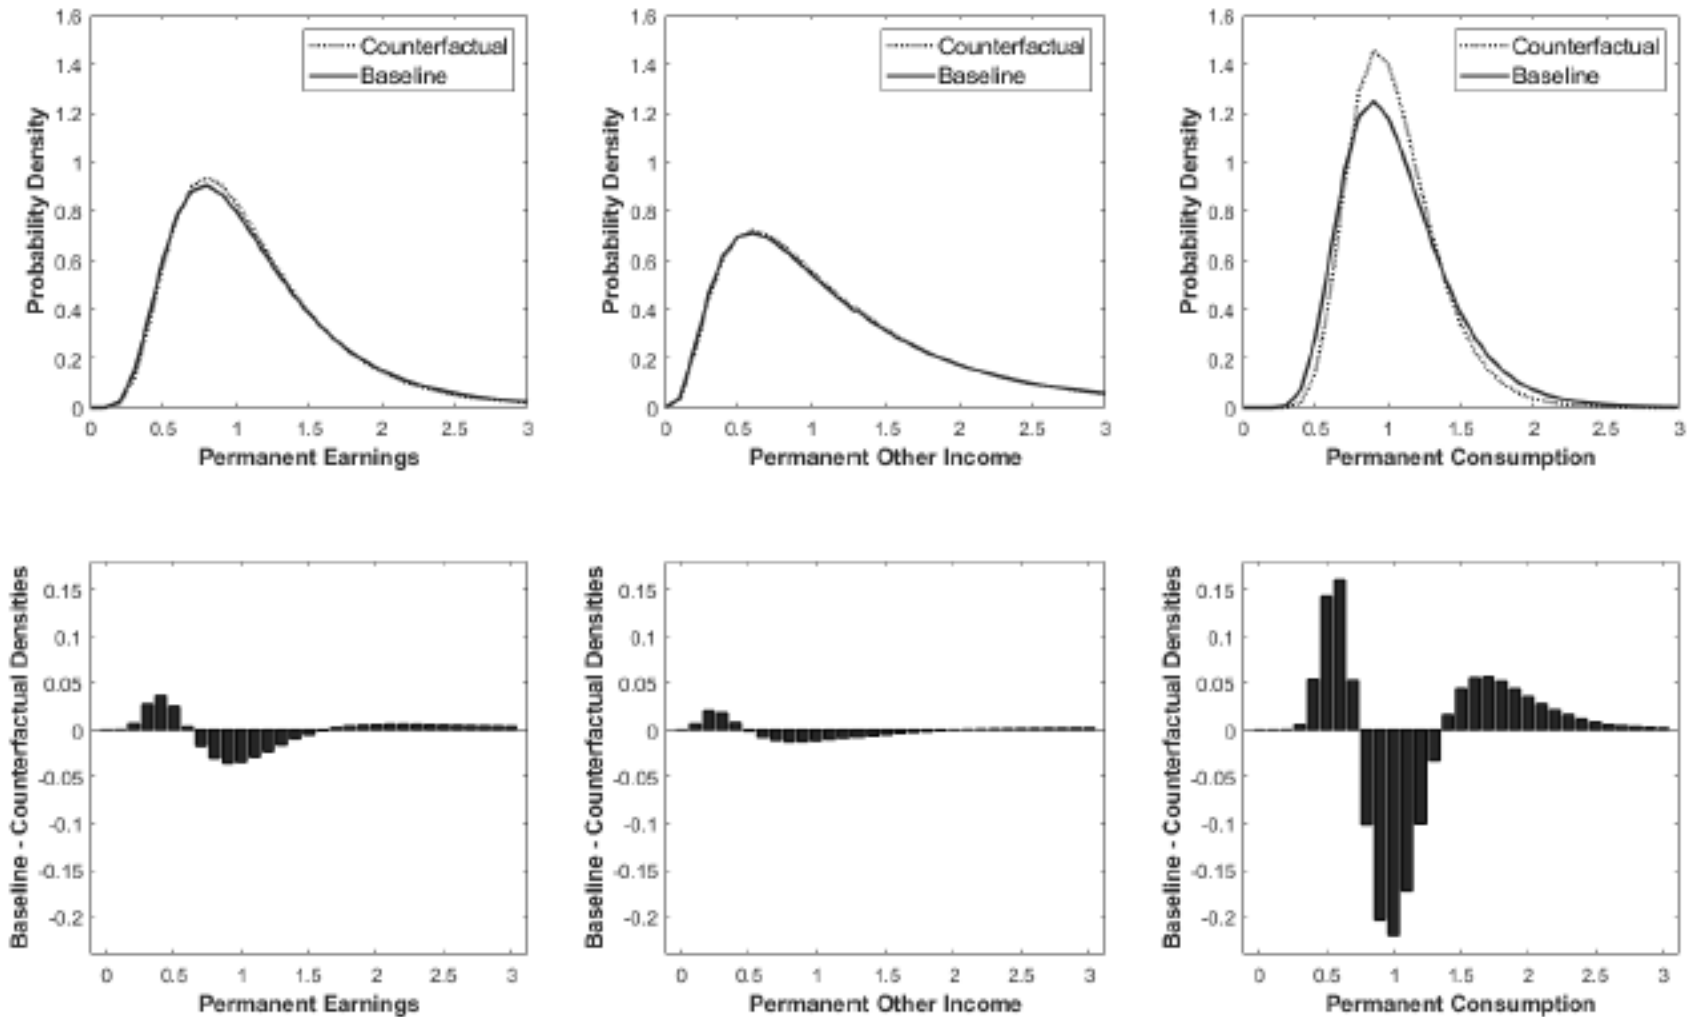 1.6
1.4
1.2
1
0.8
0.6
0.4
0.2
0
Probability Density
Counterfactual
Baseline
0 0.5 1 1.5 2 2.5 3
Permanent Earnings
1.6
1.4
1.2
1
0.8
0.6
0.4
0.2
0
Probability Density
Counterfactual
Baseline
0 0.5 1 1.5 2 2.5 3
Permanent Other Income
1.6
1.4
1.2
1
0.8
0.6
0.4
0.2
0
Probability Density
Counterfactual
Baseline
0 0.5 1 1.5 2 2.5 3
Permanent Consumption
0.15
0.1
0.05
0
-0.05
-0.1
-0.15
-0.2
Baseline - Counterfactual Densities
0 0.5 1 1.5 2 2.5 3
Permanent Earnings
0.15
0.1
0.05
0
-0.05
-0.1
-0.15
-0.2
Baseline - Counterfactual Densities
0 0.5 1 1.5 2 2.5 3
Permanent Other Income
0.15
0.1
0.05
0
-0.05
-0.1
-0.15
-0.2
Baseline - Counterfactual Densities
0 0.5 1 1.5 2 2.5 3
Permanent Consumption